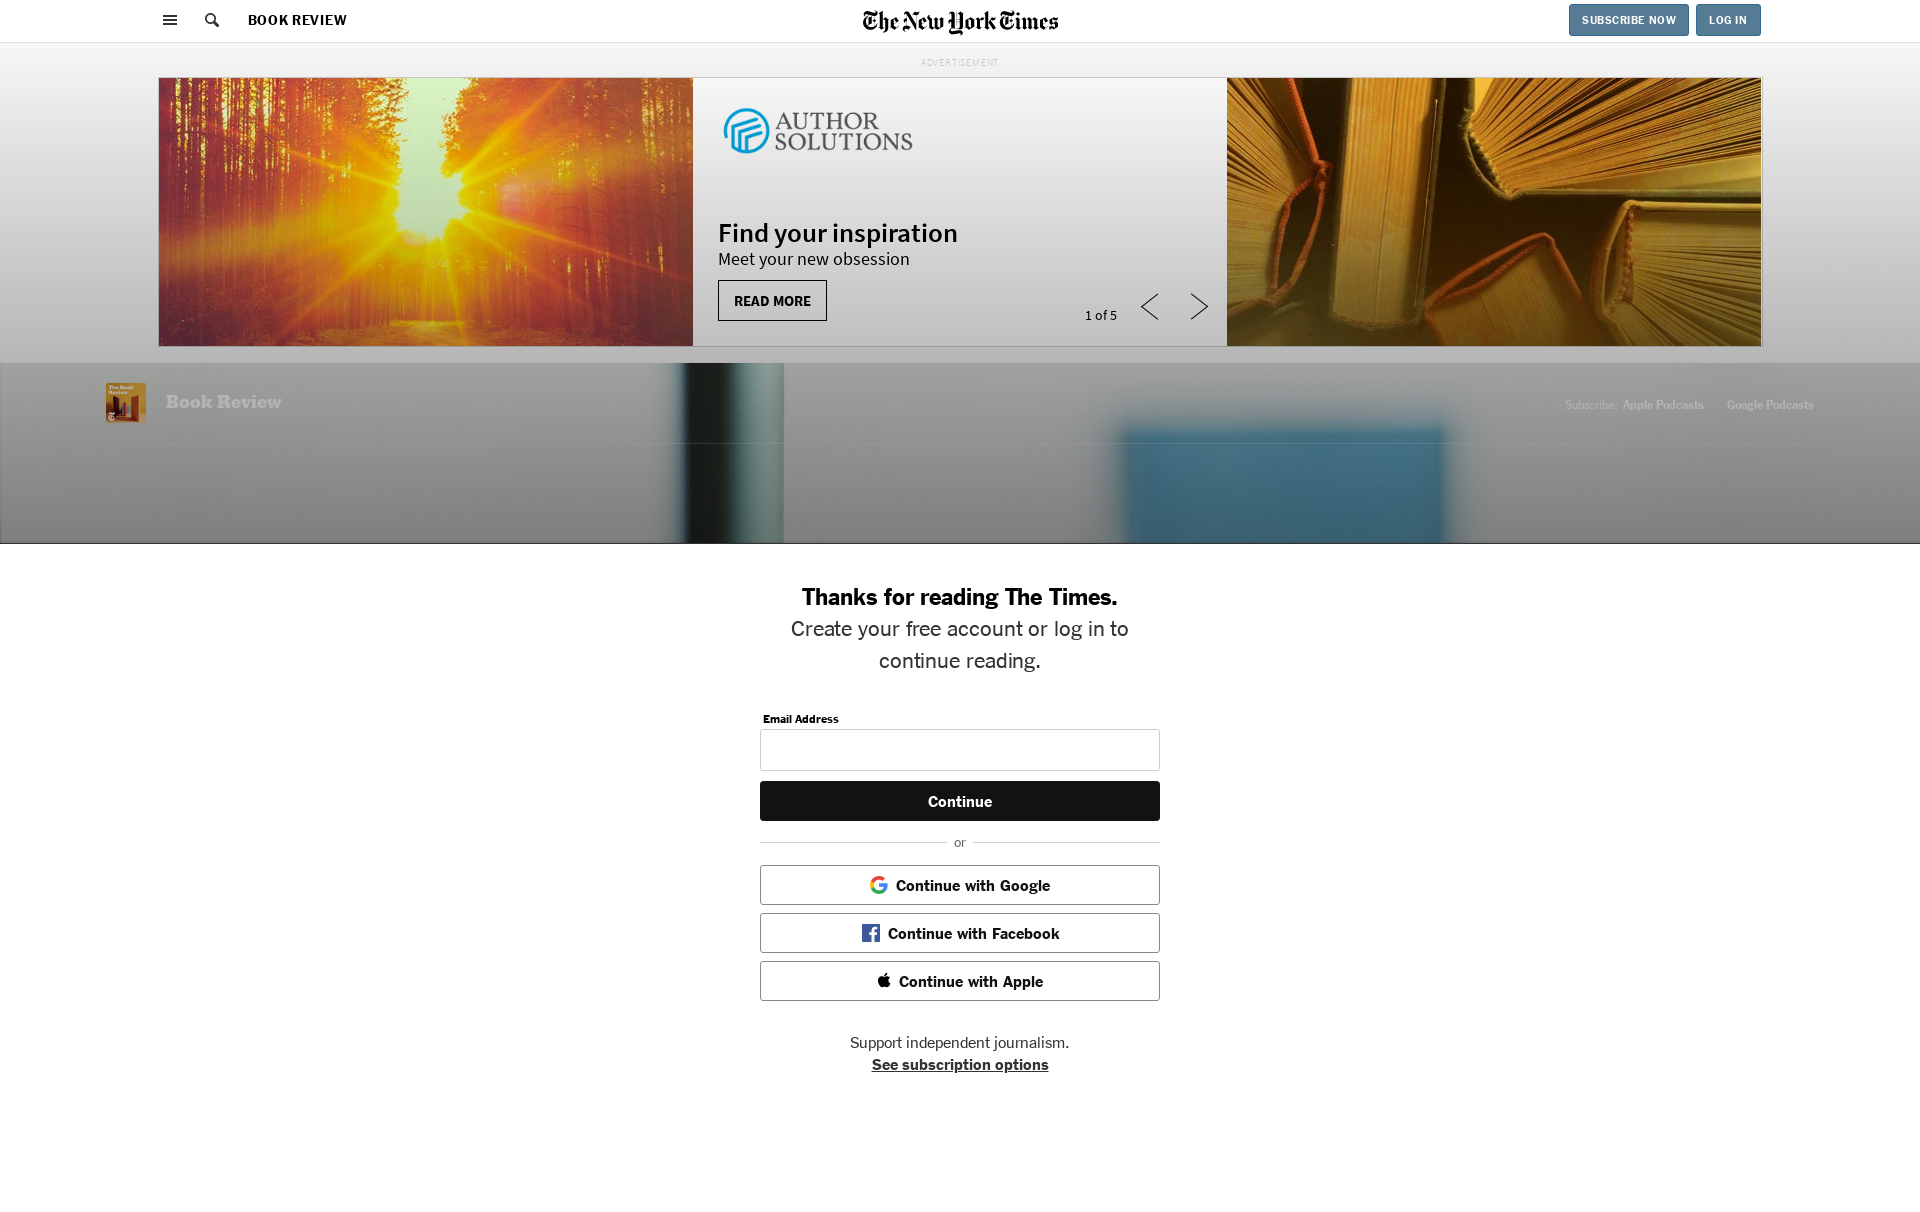 BOOK REVIEW
The New York Times
SUBSCRIBE NOW
LOG IN
ADVERTISEMENT
AUTHOR
SOLUTIONS
Find your inspiration
Meet your new obsession
READ MORE
1 of 5
The Book
Review
Book Review
Subscribe:
Apple Podcasts
Google Podcasts
Thanks for reading The Times.
Create your free account or log in to
continue reading.
Email Address
Continue
or
Continue with Google
Continue with Facebook
Continue with Apple
Support independent journalism.
See subscription options